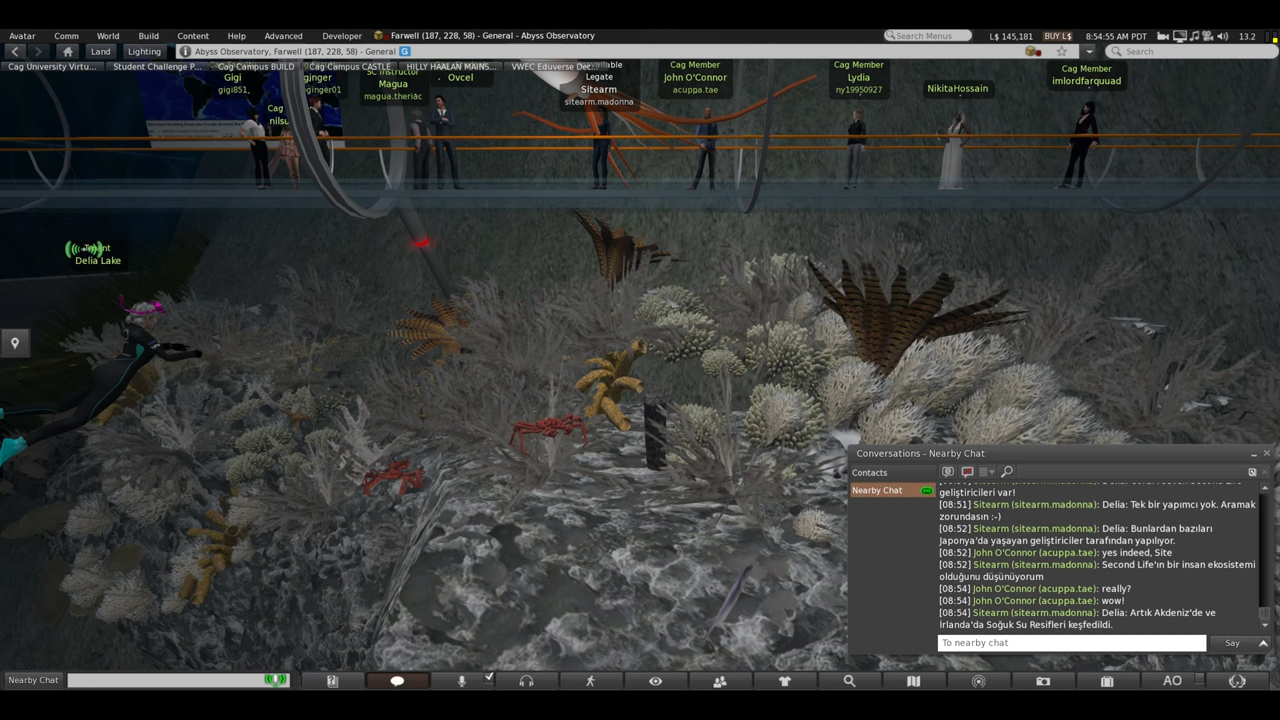 Avatar Comm World Build Content Help Advanced Developer Farwell (187, 228, 58) - General - Abyss Observatory Search Menus L$ 145,181 BUY L$ 8:54:55 AM PDT 13.2
Land Lighting Abyss Observatory, Farwell (187, 228, 58) - General G Search
Cag University Virtu... Student Challenge P... Cag Campus BUILD Cag Campus CASTLE HILLY HAALAN MAINS... VWEC Eduverse Dec...
Gigi
gigi851
ginger
ginger01
Cag
nilsu
SC Instructor
Magua
magua.theriac
Ovcel
Legate
Sitearm
sitearm.madonna
Cag Member
John O'Connor
acuppa.tae
Cag Member
Lydia
ny19950927
NikitaHossain
Cag Member
imlordfarquuad
Delia Lake
Conversations - Nearby Chat
Contacts
Nearby Chat
geliştiricileri var!
[08:51] Sitearm (sitearm.madonna): Delia: Tek bir yapımcı yok. Aramak
zorundasın :-)
[08:52] Sitearm (sitearm.madonna): Delia: Bunlardan bazıları
Japonya'da yaşayan geliştiriciler tarafından yapılıyor.
[08:52] John O'Connor (acuppa.tae): yes indeed, Site
[08:52] Sitearm (sitearm.madonna): Second Life'ın bir insan ekosistemi
olduğunu düşünüyorum
[08:54] John O'Connor (acuppa.tae): really?
[08:54] John O'Connor (acuppa.tae): wow!
[08:54] Sitearm (sitearm.madonna): Delia: Artık Akdeniz'de ve
İrlanda'da Soğuk Su Resifleri keşfedildi.
To nearby chat Say
Nearby Chat AO